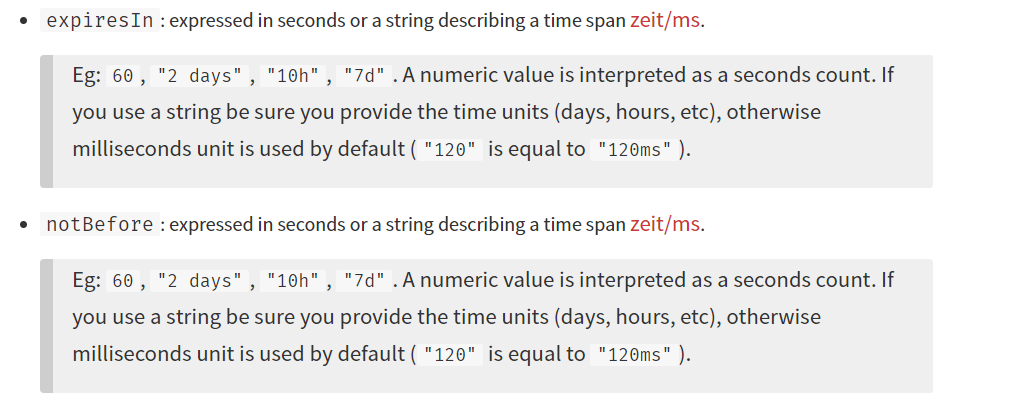 expiresIn : expressed in seconds or a string describing a time span zeit/ms.
Eg: 60 , "2 days" , "10h" , "7d" . A numeric value is interpreted as a seconds count. If
you use a string be sure you provide the time units (days, hours, etc), otherwise
milliseconds unit is used by default ( "120" is equal to "120ms" ).
notBefore : expressed in seconds or a string describing a time span zeit/ms.
Eg: 60 , "2 days" , "10h" , "7d" . A numeric value is interpreted as a seconds count. If
you use a string be sure you provide the time units (days, hours, etc), otherwise
milliseconds unit is used by default ( "120" is equal to "120ms" ).